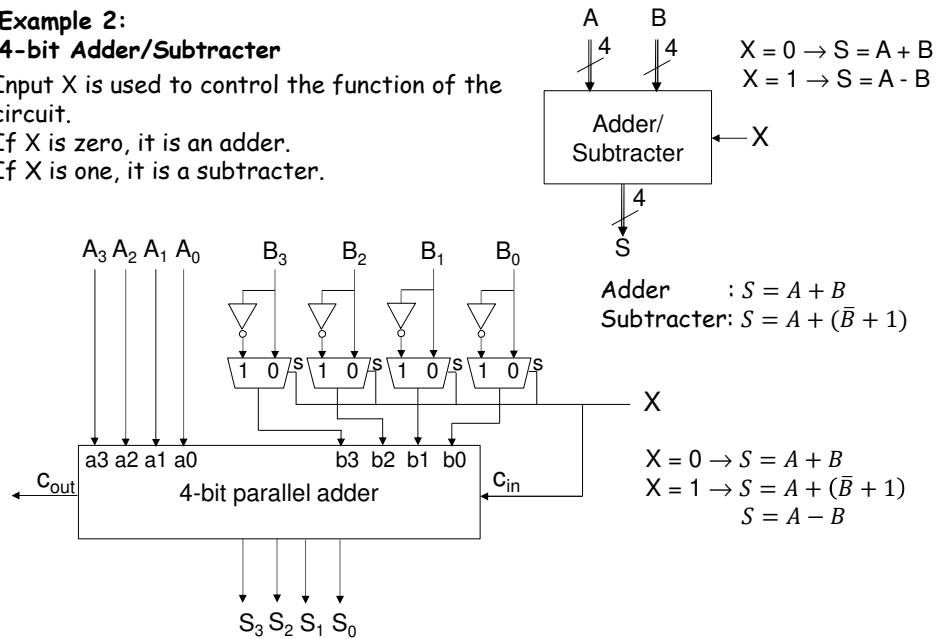 Example 2:
4-bit Adder/Subtracter
Input X is used to control the function of the
circuit.
If X is zero, it is an adder.
If X is one, it is a subtracter.
A B
4 4
X = 0 → S = A + B
X = 1 → S = A - B
Adder/
Subtracter
X
4
S
Adder : S = A + B
Subtracter: S = A + (B̄ + 1)
A₃ A₂ A₁ A₀ B₃ B₂ B₁ B₀
1 0 s 1 0 s 1 0 s 1 0 s
X
a3 a2 a1 a0 b3 b2 b1 b0
cout 4-bit parallel adder cin
X = 0 → S = A + B
X = 1 → S = A + (B̄ + 1)
S = A − B
S₃ S₂ S₁ S₀